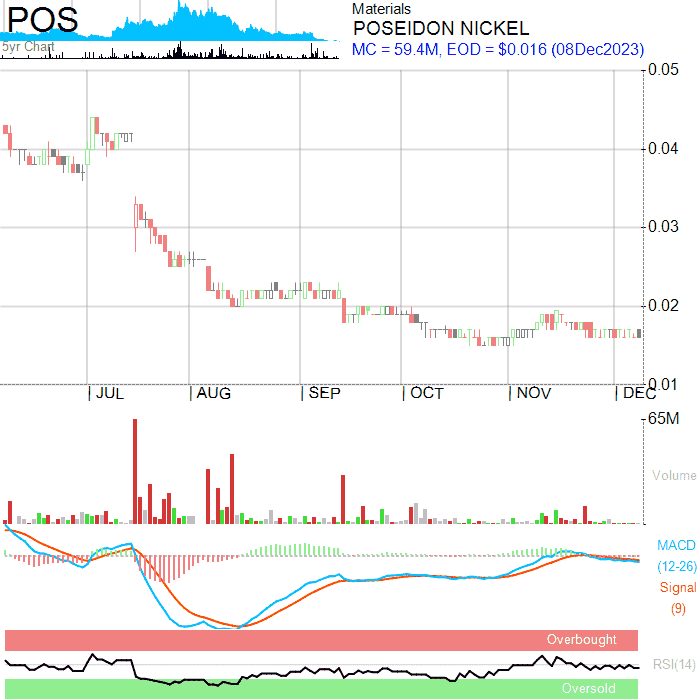 POS
5yr Chart
Materials
POSEIDON NICKEL
MC = 59.4M, EOD = $0.016 (08Dec2023)
0.05
0.04
0.03
0.02
0.01
JUL AUG SEP OCT NOV DEC
65M
Volume
MACD
(12-26)
Signal
(9)
Overbought
RSI(14)
Oversold